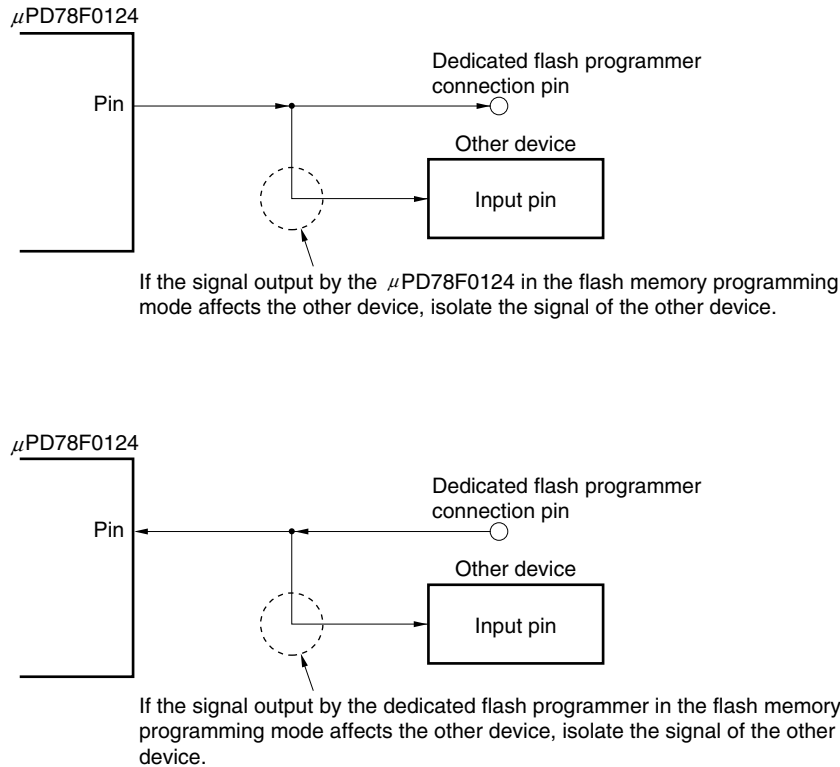 μPD78F0124
Dedicated flash programmer
connection pin
Pin
Other device
Input pin
If the signal output by the μPD78F0124 in the flash memory programming
mode affects the other device, isolate the signal of the other device.
μPD78F0124
Dedicated flash programmer
connection pin
Pin
Other device
Input pin
If the signal output by the dedicated flash programmer in the flash memory
programming mode affects the other device, isolate the signal of the other
device.